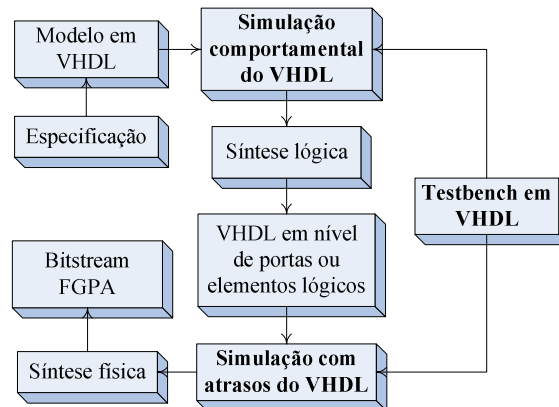 Modelo em
VHDL
Simulação
comportamental
do VHDL
Especificação
Síntese lógica
Testbench em
VHDL
VHDL em nível
de portas ou
elementos lógicos
Bitstream
FGPA
Síntese física
Simulação com
atrasos do VHDL